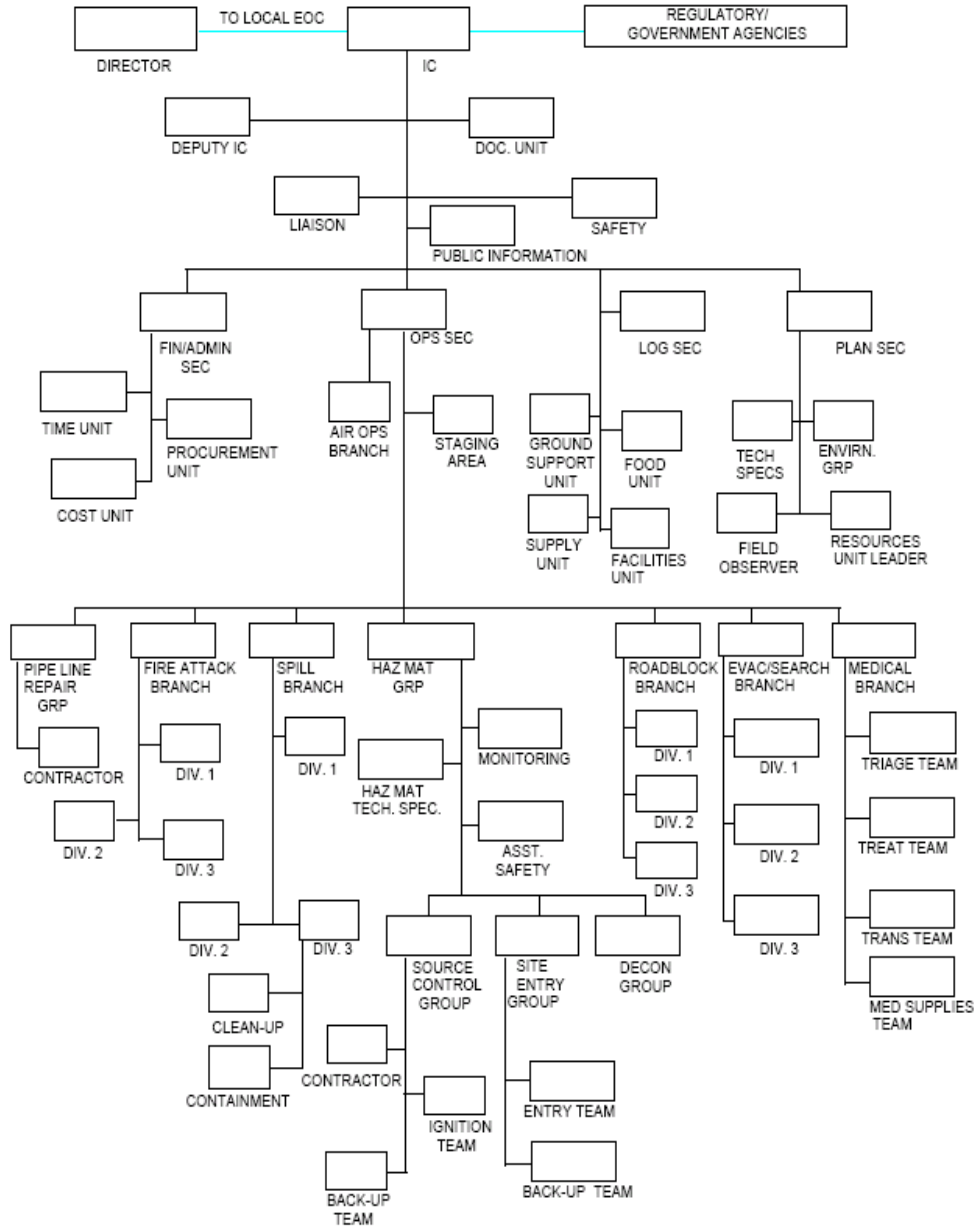 TO LOCAL EOC
REGULATORY/
GOVERNMENT AGENCIES
DIRECTOR
IC
DEPUTY IC
DOC. UNIT
LIAISON
SAFETY
PUBLIC INFORMATION
FIN/ADMIN
SEC
OPS SEC
LOG SEC
PLAN SEC
TIME UNIT
PROCUREMENT
UNIT
COST UNIT
AIR OPS
BRANCH
STAGING
AREA
GROUND
SUPPORT
UNIT
FOOD
UNIT
SUPPLY
UNIT
FACILITIES
UNIT
TECH
SPECS
ENVIRN.
GRP
FIELD
OBSERVER
RESOURCES
UNIT LEADER
PIPE LINE
REPAIR
GRP
CONTRACTOR
FIRE ATTACK
BRANCH
DIV. 1
DIV. 2
DIV. 3
SPILL
BRANCH
DIV. 1
DIV. 2
DIV. 3
CLEAN-UP
CONTAINMENT
HAZ MAT
GRP
MONITORING
HAZ MAT
TECH. SPEC.
ASST.
SAFETY
SOURCE
CONTROL
GROUP
CONTRACTOR
IGNITION
TEAM
BACK-UP
TEAM
SITE
ENTRY
GROUP
ENTRY TEAM
BACK-UP TEAM
DECON
GROUP
ROADBLOCK
BRANCH
DIV. 1
DIV. 2
DIV. 3
EVAC/SEARCH
BRANCH
DIV. 1
DIV. 2
DIV. 3
MEDICAL
BRANCH
TRIAGE TEAM
TREAT TEAM
TRANS TEAM
MED SUPPLIES
TEAM